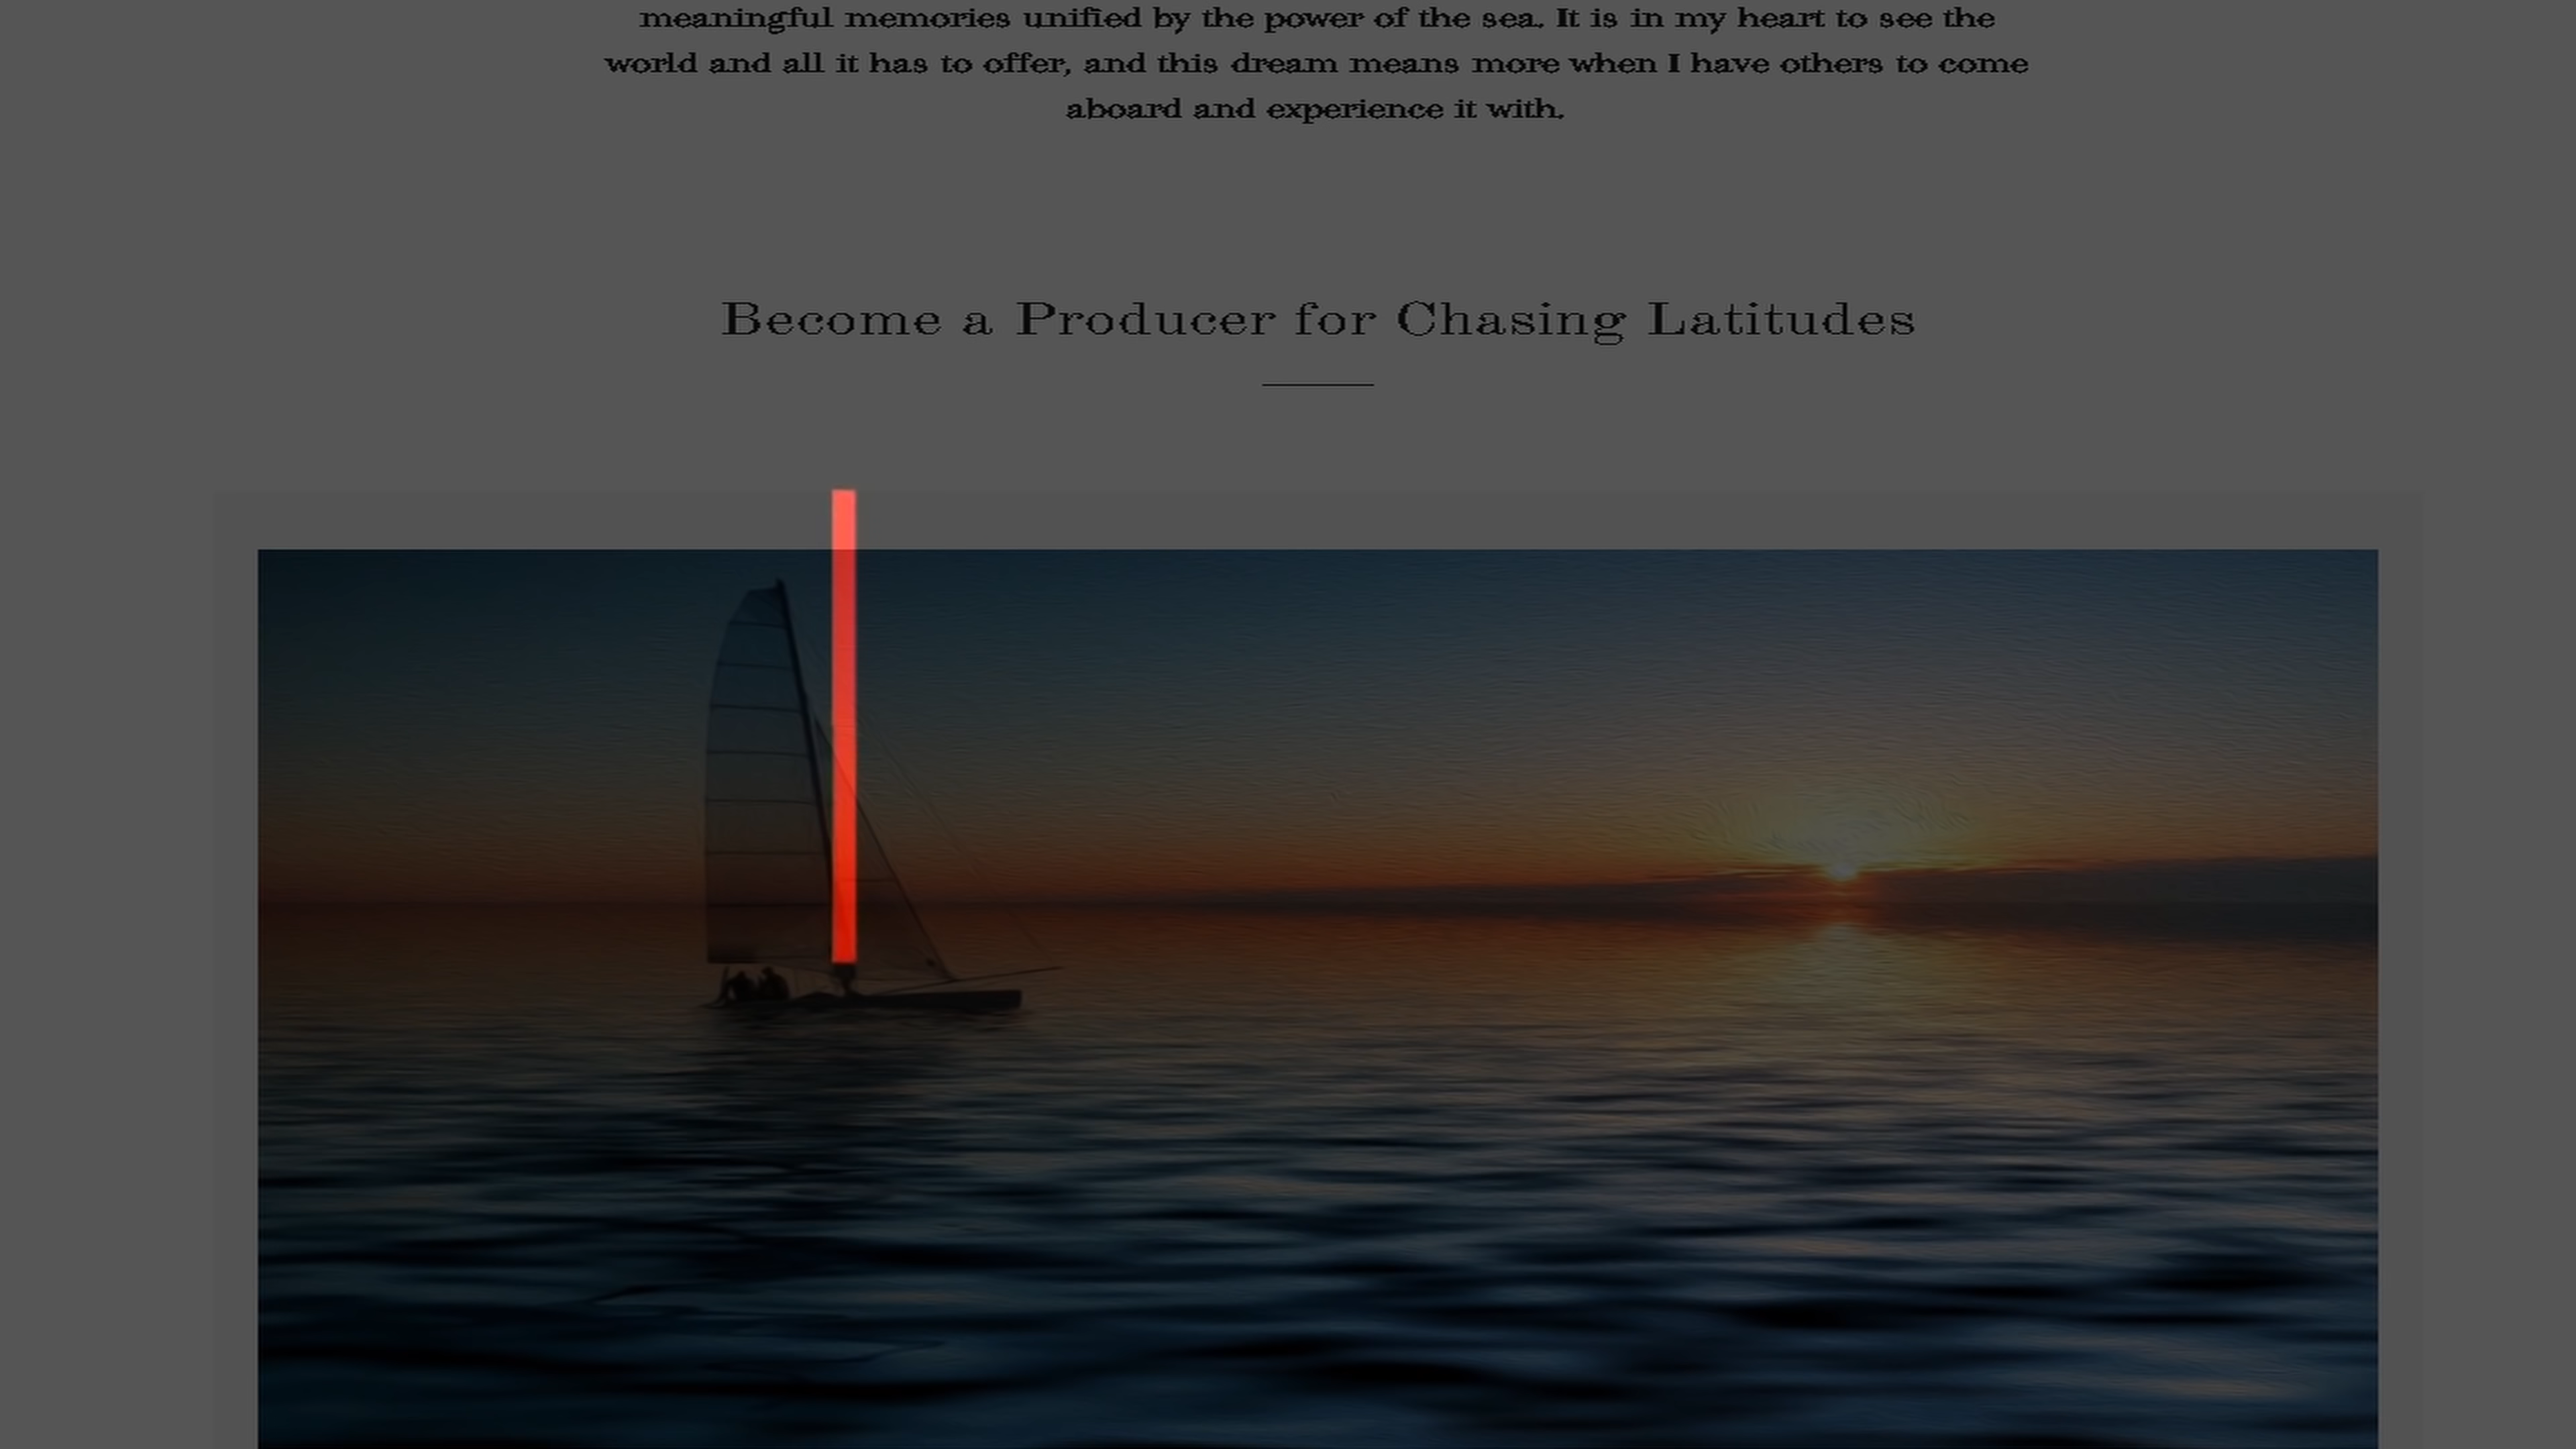 meaningful memories unified by the power of the sea. It is in my heart to see the
world and all it has to offer, and this dream means more when I have others to come
aboard and experience it with.
Become a Producer for Chasing Latitudes